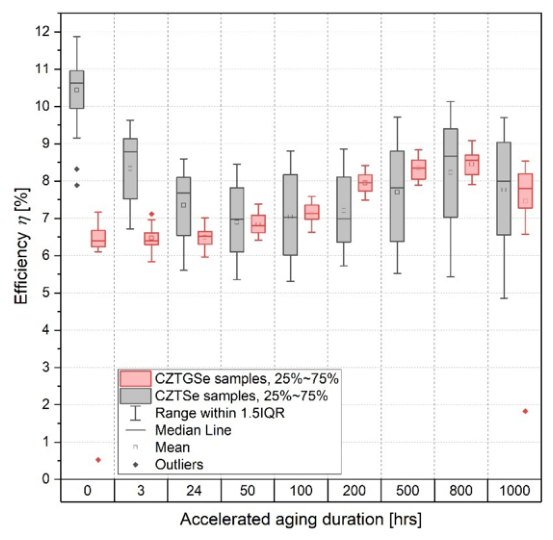 12
11
10
9
8
7
6
5
4
3
2
1
0
Efficiency η [%]
CZTGSe samples, 25%~75%
CZTSe samples, 25%~75%
Range within 1.5IQR
Median Line
Mean
Outliers
0 3 24 50 100 200 500 800 1000
Accelerated aging duration [hrs]